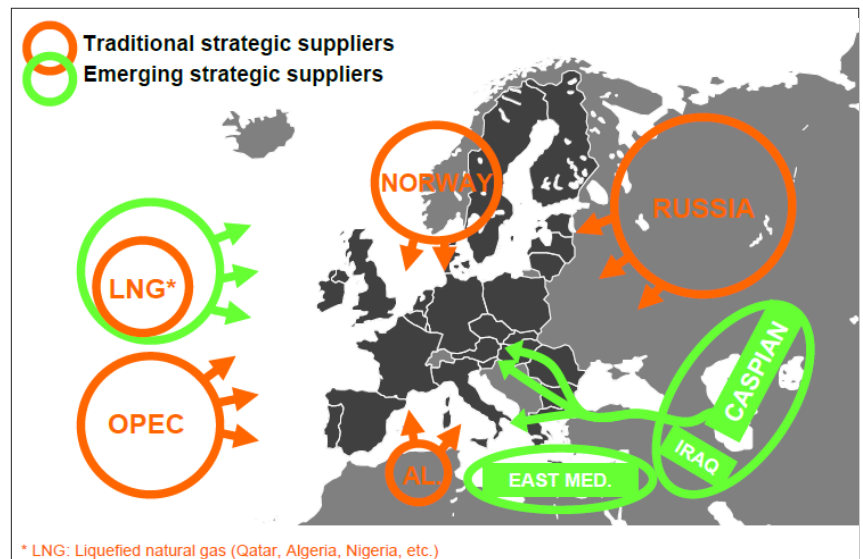 Traditional strategic suppliers
Emerging strategic suppliers
NORWAY
RUSSIA
LNG*
OPEC
AL.
EAST MED.
IRAQ
CASPIAN
* LNG: Liquefied natural gas (Qatar, Algeria, Nigeria, etc.)